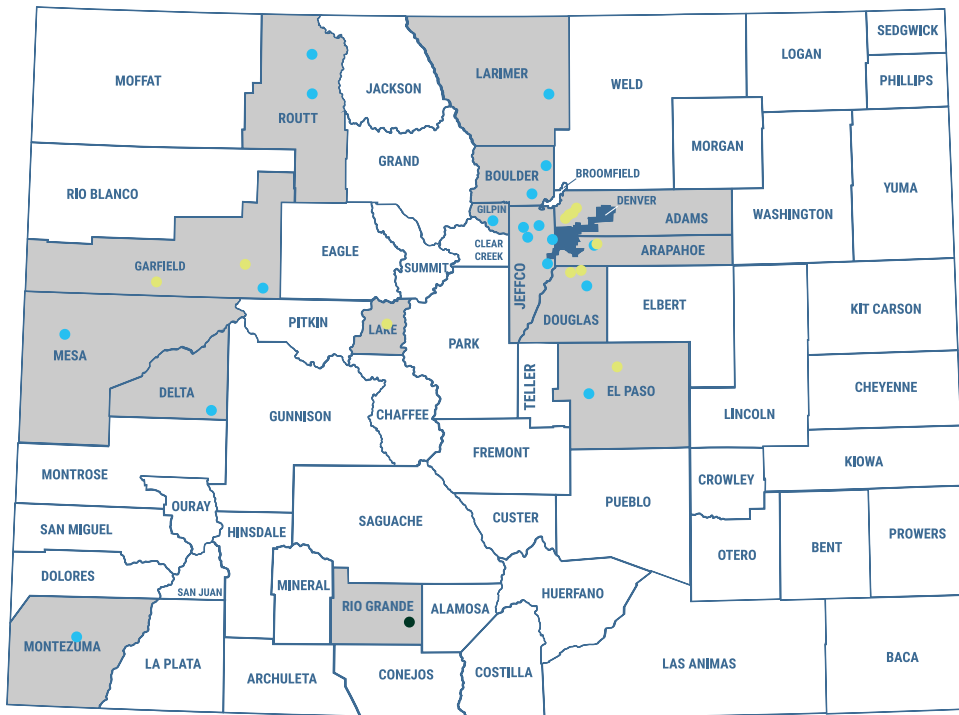 SEDGWICK
LOGAN
LARIMER
MOFFAT
PHILLIPS
WELD
JACKSON
ROUTT
MORGAN
GRAND
BROOMFIELD
BOULDER
YUMA
RIO BLANCO
DENVER
GILPIN
ADAMS
WASHINGTON
EAGLE
CLEAR
CREEK
ARAPAHOE
SUMMIT
GARFIELD
JEFFCO
ELBERT
KIT CARSON
PITKIN
LAKE
DOUGLAS
PARK
MESA
TELLER
CHEYENNE
DELTA
EL PASO
GUNNISON
CHAFFEE
LINCOLN
FREMONT
KIOWA
MONTROSE
CROWLEY
PUEBLO
OURAY
CUSTER
SAGUACHE
SAN MIGUEL
HINSDALE
PROWERS
BENT
OTERO
DOLORES
MINERAL
SAN JUAN
HUERFANO
RIO GRANDE
ALAMOSA
MONTEZUMA
BACA
LA PLATA
LAS ANIMAS
COSTILLA
CONEJOS
ARCHULETA